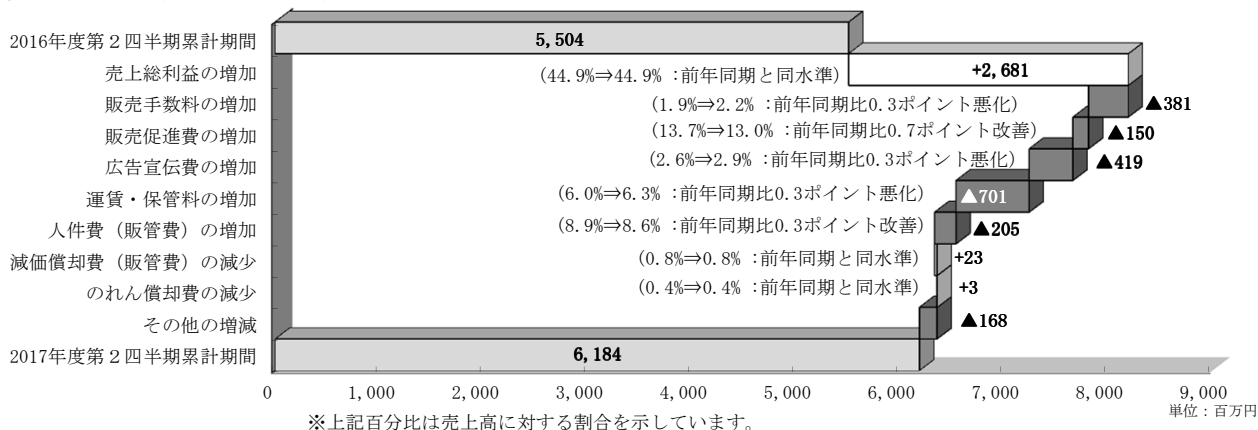 2016年度第２四半期累計期間 5,504
売上総利益の増加 (44.9%⇒44.9% :前年同期と同水準) +2,681
販売手数料の増加 (1.9%⇒2.2% :前年同期比0.3ポイント悪化) ▲381
販売促進費の増加 (13.7%⇒13.0% :前年同期比0.7ポイント改善) ▲150
広告宣伝費の増加 (2.6%⇒2.9% :前年同期比0.3ポイント悪化) ▲419
運賃・保管料の増加 (6.0%⇒6.3% :前年同期比0.3ポイント悪化) ▲701
人件費（販管費）の増加 (8.9%⇒8.6% :前年同期比0.3ポイント改善) ▲205
減価償却費（販管費）の減少 (0.8%⇒0.8% :前年同期と同水準) +23
のれん償却費の減少 (0.4%⇒0.4% :前年同期と同水準) +3
その他の増減 ▲168
2017年度第２四半期累計期間 6,184
0 1,000 2,000 3,000 4,000 5,000 6,000 7,000 8,000 9,000
単位：百万円
※上記百分比は売上高に対する割合を示しています。